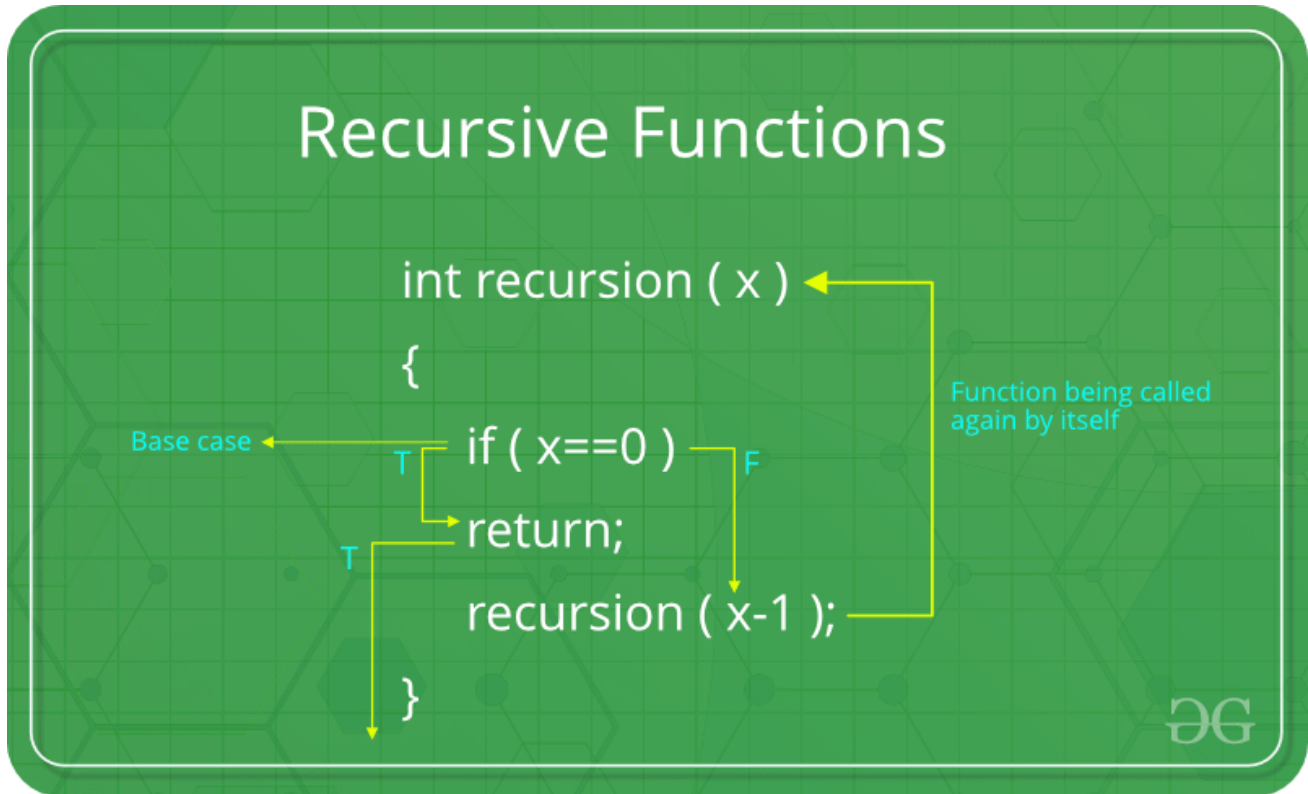 Recursive Functions
int recursion ( x )
{
Function being called
again by itself
Base case
if ( x==0 )
T
F
return;
T
recursion ( x-1 );
}
GG